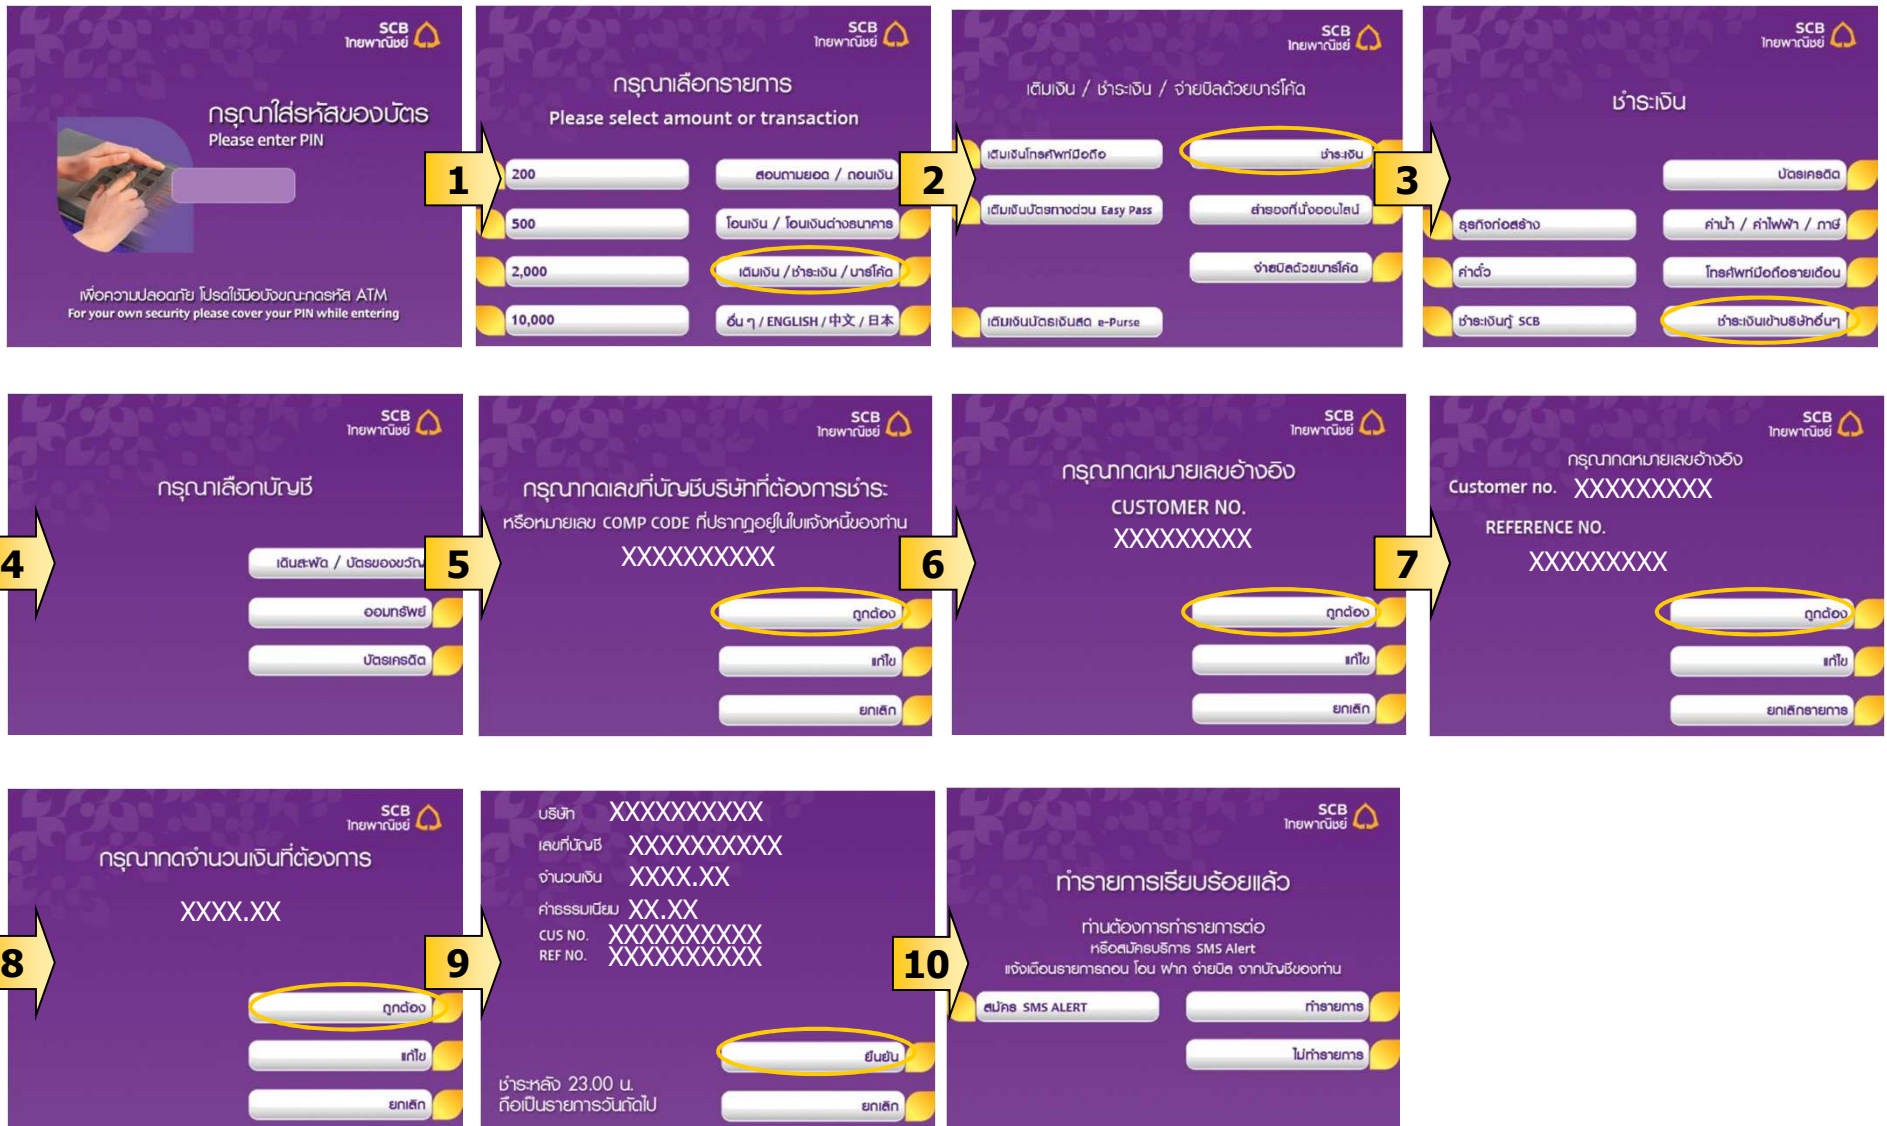 SCB
ไทยพาณิชย์
กรุณาใส่รหัสของบัตร
Please enter PIN
เพื่อความปลอดภัย โปรดใช้มือบังขณะกดรหัส ATM
For your own security please cover your PIN while entering
1
SCB
ไทยพาณิชย์
กรุณาเลือกรายการ
Please select amount or transaction
200
สอบถามยอด / ถอนเงิน
500
โอนเงิน / โอนเงินต่างธนาคาร
2,000
เติมเงิน /ชำระเงิน /บาร์โค้ด
10,000
อื่น ๆ / ENGLISH / 中文 / 日本
2
SCB
ไทยพาณิชย์
เติมเงิน / ชำระเงิน / จ่ายบิลด้วยบาร์โค้ด
เติมเงินโทรศัพท์มือถือ
ชำระเงิน
เติมเงินบัตรทางด่วน Easy Pass
สำรองที่นั่งออนไลน์
จ่ายบิลด้วยบาร์โค้ด
เติมเงินบัตรเงินสด e-Purse
3
SCB
ไทยพาณิชย์
ชำระเงิน
บัตรเครดิต
ธุรกิจก่อสร้าง
ค่าน้ำ / ค่าไฟฟ้า / ภาษี
ค่าตั๋ว
โทรศัพท์มือถือรายเดือน
ชำระเงินกู้ SCB
ชำระเงินเข้าบริษัทอื่นๆ
4
SCB
ไทยพาณิชย์
กรุณาเลือกบัญชี
เดินสะพัด / บัตรของขวัญ
ออมทรัพย์
บัตรเครดิต
5
SCB
ไทยพาณิชย์
กรุณากดเลขที่บัญชีบริษัทที่ต้องการชำระ
หรือหมายเลข COMP CODE ที่ปรากฏอยู่ในใบแจ้งหนี้ของท่าน
XXXXXXXXXX
ถูกต้อง
แก้ไข
ยกเลิก
6
SCB
ไทยพาณิชย์
กรุณากดหมายเลขอ้างอิง
CUSTOMER NO.
XXXXXXXXX
ถูกต้อง
แก้ไข
ยกเลิก
7
SCB
ไทยพาณิชย์
กรุณากดหมายเลขอ้างอิง
Customer no. XXXXXXXXX
REFERENCE NO.
XXXXXXXXX
ถูกต้อง
แก้ไข
ยกเลิกรายการ
8
SCB
ไทยพาณิชย์
กรุณากดจำนวนเงินที่ต้องการ
XXXX.XX
ถูกต้อง
แก้ไข
ยกเลิก
9
บริษัท XXXXXXXXXX
เลขที่บัญชี XXXXXXXXXX
จำนวนเงิน XXXX.XX
ค่าธรรมเนียม XX.XX
CUS NO. XXXXXXXXXX
REF NO. XXXXXXXXXX
ยืนยัน
ชำระหลัง 23.00 น.
ถือเป็นรายการวันถัดไป
ยกเลิก
10
SCB
ไทยพาณิชย์
ทำรายการเรียบร้อยแล้ว
ท่านต้องการทำรายการต่อ
หรือสมัครบริการ SMS Alert
แจ้งเตือนรายการถอน โอน ฝาก จ่ายบิล จากบัญชีของท่าน
สมัคร SMS ALERT
ทำรายการ
ไม่ทำรายการ